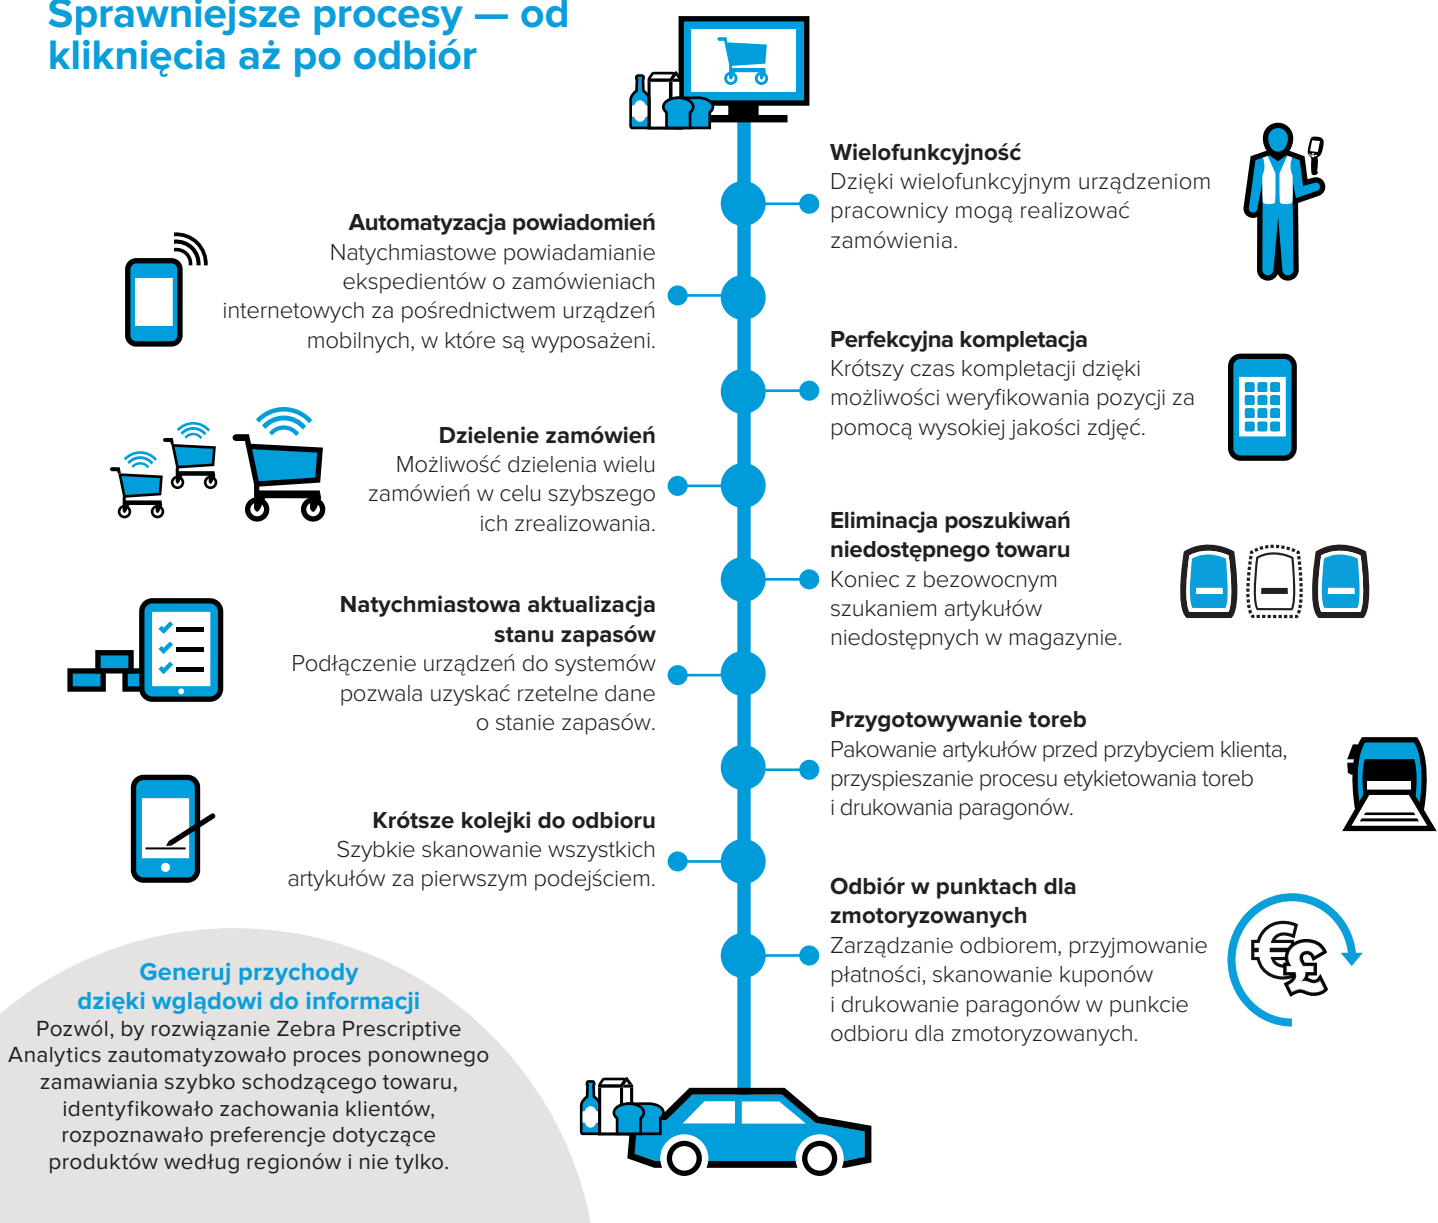 Sprawniejsze procesy — od
kliknięcia aż po odbiór
Wielofunkcyjność
Dzięki wielofunkcyjnym urządzeniom
pracownicy mogą realizować
zamówienia.
Automatyzacja powiadomień
Natychmiastowe powiadamianie
ekspedientów o zamówieniach
internetowych za pośrednictwem urządzeń
mobilnych, w które są wyposażeni.
Perfekcyjna kompletacja
Krótszy czas kompletacji dzięki
możliwości weryfikowania pozycji za
pomocą wysokiej jakości zdjęć.
Dzielenie zamówień
Możliwość dzielenia wielu
zamówień w celu szybszego
ich zrealizowania.
Eliminacja poszukiwań
niedostępnego towaru
Koniec z bezowocnym
szukaniem artykułów
niedostępnych w magazynie.
Natychmiastowa aktualizacja
stanu zapasów
Podłączenie urządzeń do systemów
pozwala uzyskać rzetelne dane
o stanie zapasów.
Przygotowywanie toreb
Pakowanie artykułów przed przybyciem klienta,
przyspieszanie procesu etykietowania toreb
i drukowania paragonów.
Krótsze kolejki do odbioru
Szybkie skanowanie wszystkich
artykułów za pierwszym podejściem.
Odbiór w punktach dla
zmotoryzowanych
Zarządzanie odbiorem, przyjmowanie
płatności, skanowanie kuponów
i drukowanie paragonów w punkcie
odbioru dla zmotoryzowanych.
€£
Generuj przychody
dzięki wglądowi do informacji
Pozwól, by rozwiązanie Zebra Prescriptive
Analytics zautomatyzowało proces ponownego
zamawiania szybko schodzącego towaru,
identyfikowało zachowania klientów,
rozpoznawało preferencje dotyczące
produktów według regionów i nie tylko.